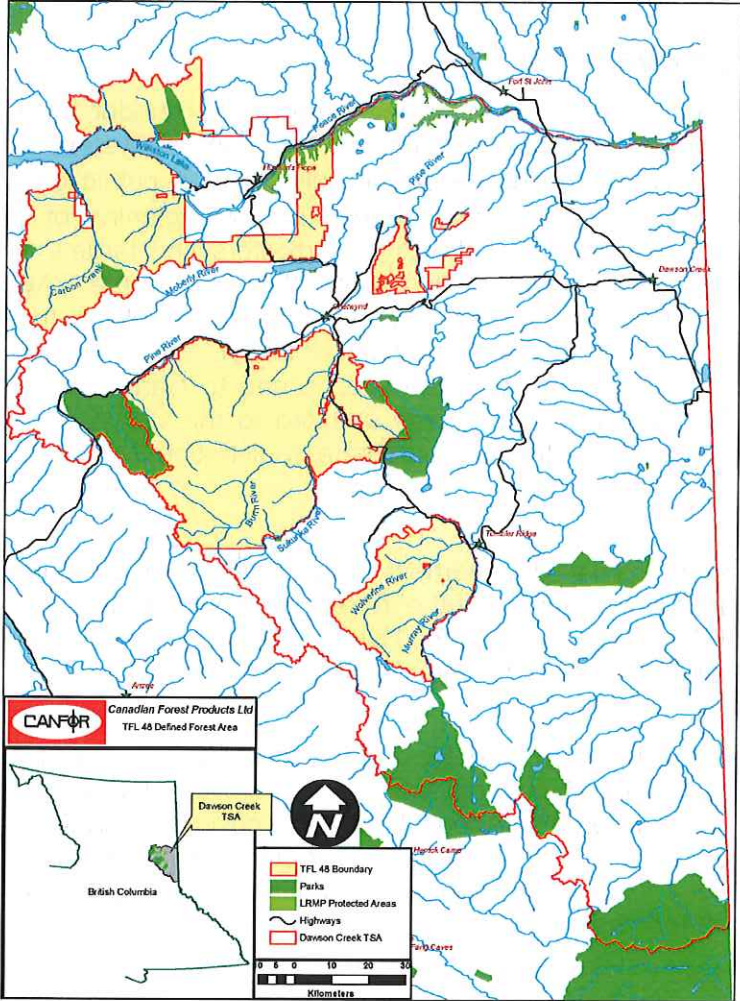 Fort St John
Peace River
Williston Lake
Hudson's Hope
Pine River
Carbon Creek
Moberly River
Dawson Creek
Chetwynd
Pine River
Burnt River
Sukunka River
Tumbler Ridge
Wolverine River
Murray River
CANFOR
Canadian Forest Products Ltd
TFL 48 Defined Forest Area
Dawson Creek
TSA
British Columbia
N
TFL 48 Boundary
Parks
LRMP Protected Areas
Highways
Dawson Creek TSA
0 5 0 10 20 30
Kilometers